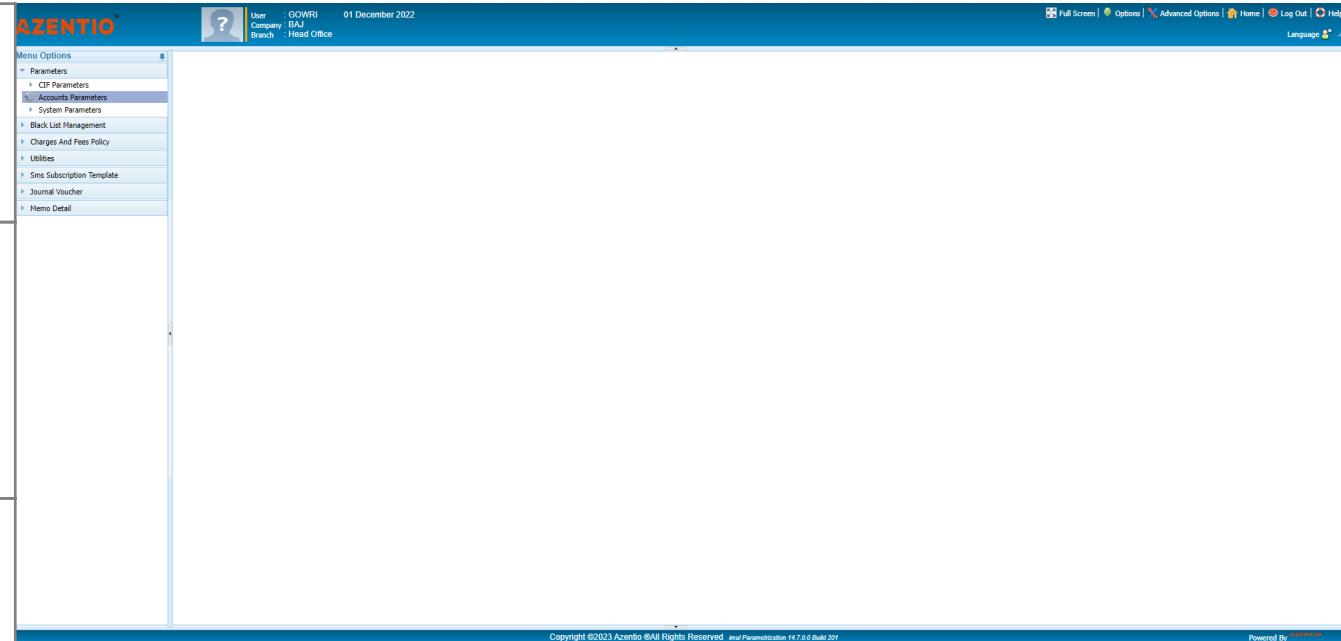 AZENTIO
?
User : GOWRI 01 December 2022
Company : BAJ
Branch : Head Office
Full Screen | Options | Advanced Options | Home | Log Out | Help
Language
Menu Options
Parameters
CIF Parameters
Accounts Parameters
System Parameters
Black List Management
Charges And Fees Policy
Utilities
Sms Subscription Template
Journal Voucher
Memo Detail
Copyright ©2023 Azentio ®All Rights Reserved imal Parametrization 14.7.0.0 Build 201
Powered By AZENTIO